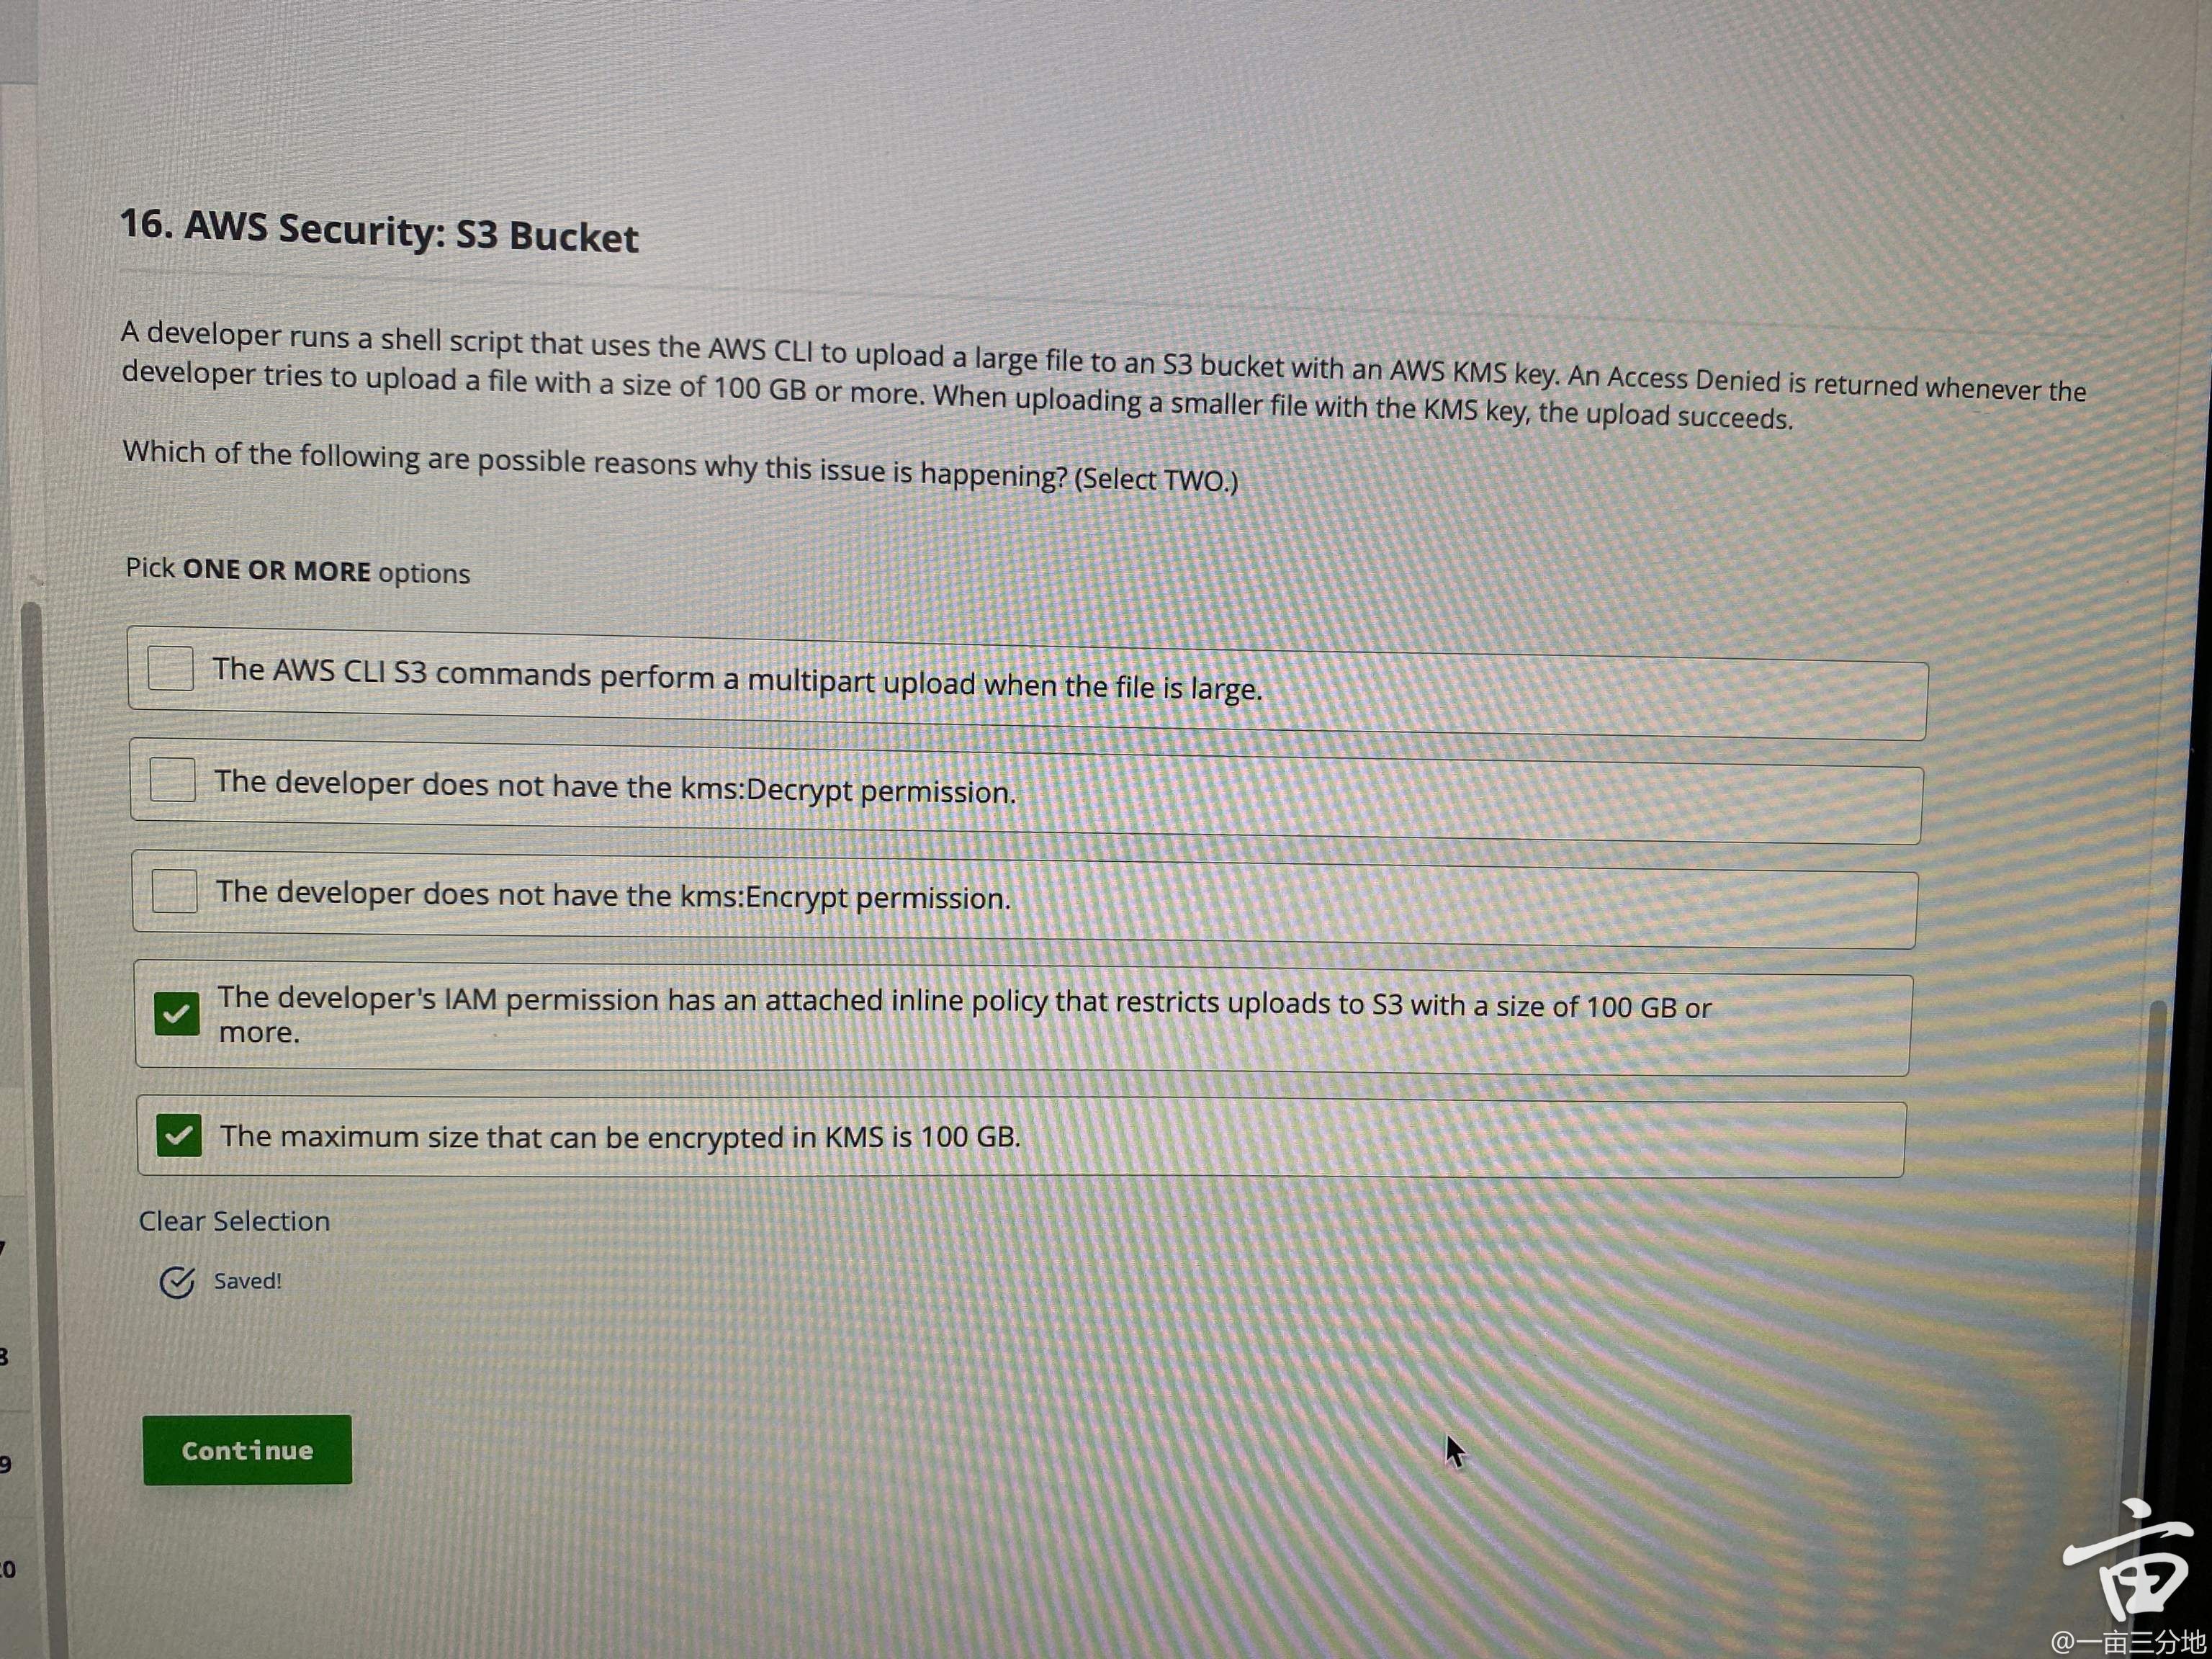 16. AWS Security: S3 Bucket
A developer runs a shell script that uses the AWS CLI to upload a large file to an S3 bucket with an AWS KMS key. An Access Denied is returned whenever the
developer tries to upload a file with a size of 100 GB or more. When uploading a smaller file with the KMS key, the upload succeeds.
Which of the following are possible reasons why this issue is happening? (Select TWO.)
Pick ONE OR MORE options
The AWS CLI S3 commands perform a multipart upload when the file is large.
The developer does not have the kms:Decrypt permission.
The developer does not have the kms:Encrypt permission.
The developer's IAM permission has an attached inline policy that restricts uploads to S3 with a size of 100 GB or
more.
The maximum size that can be encrypted in KMS is 100 GB.
Clear Selection
Saved!
Continue
9
亩
@一亩三分地